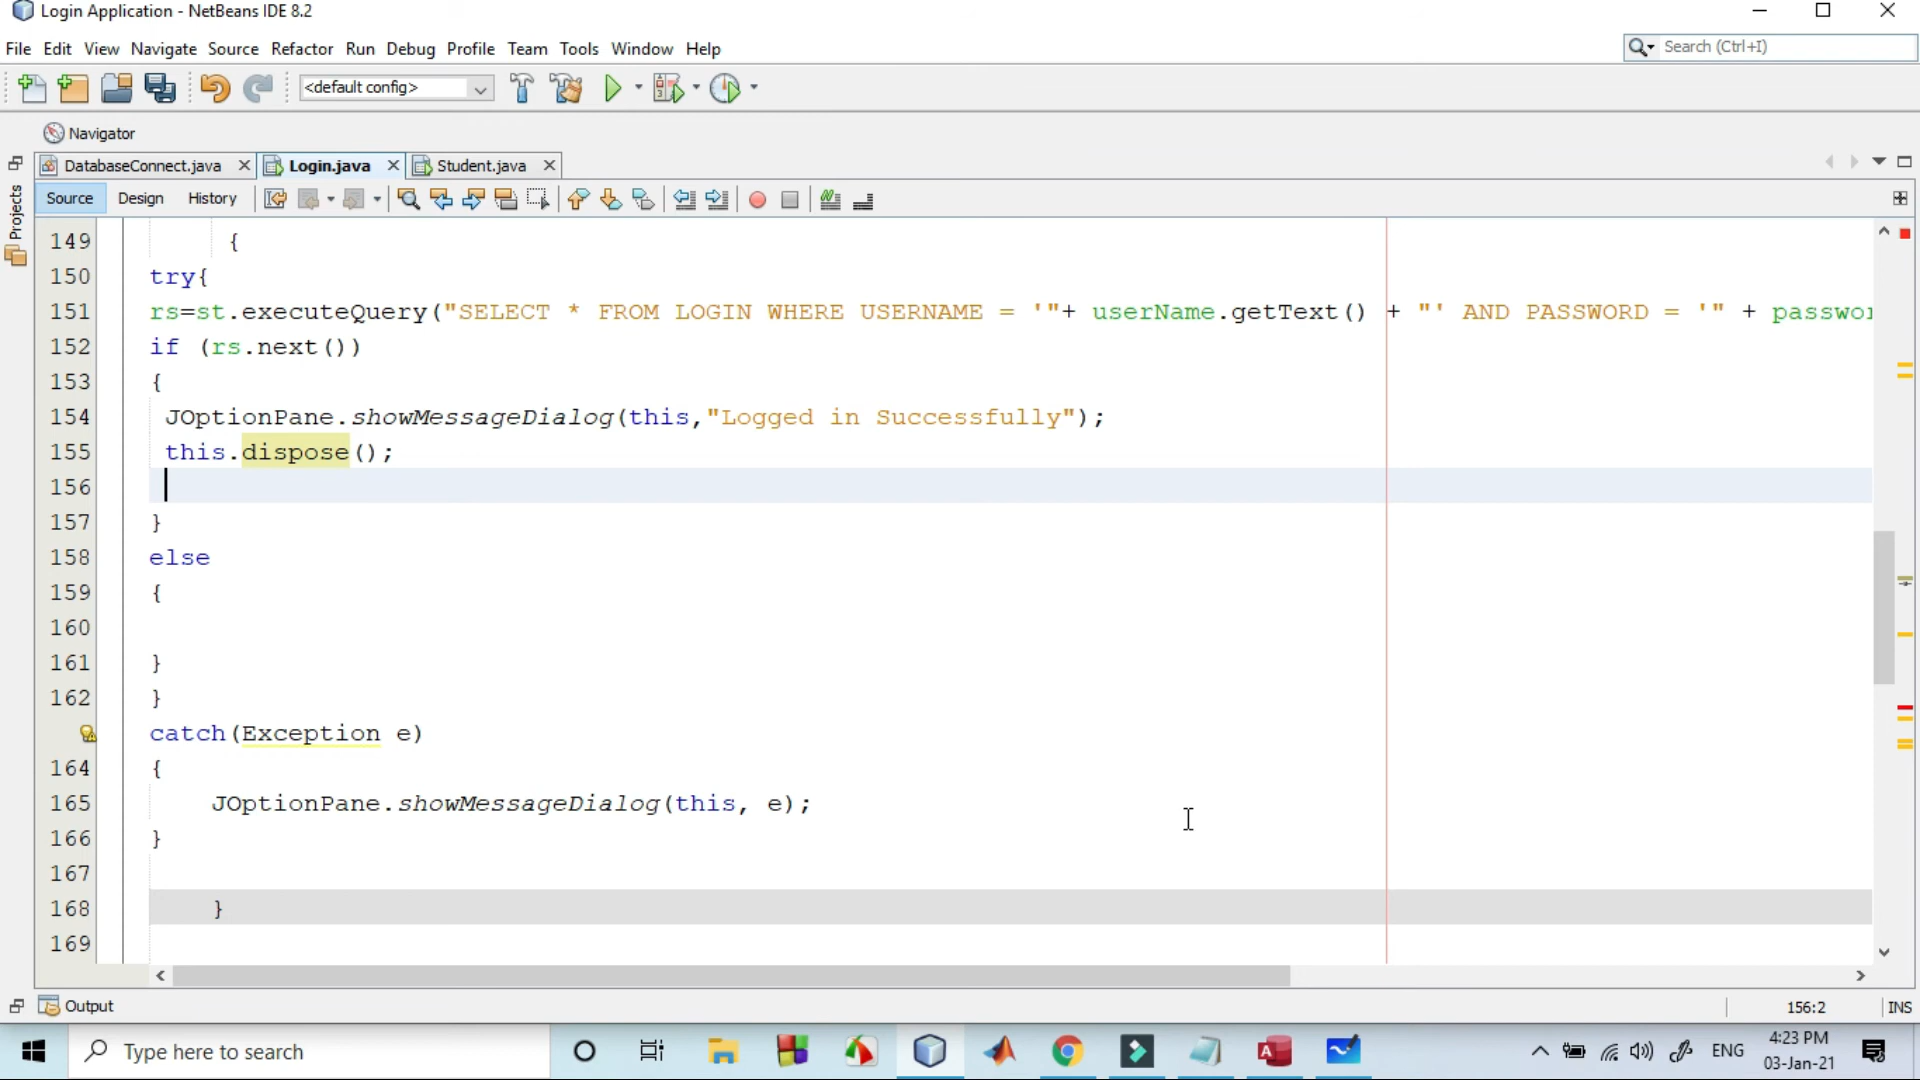 Login Application - NetBeans IDE 8.2
File Edit View Navigate Source Refactor Run Debug Profile Team Tools Window Help
Search (Ctrl+I)
<default config>
Navigator
DatabaseConnect.java Login.java Student.java
Projects
Source Design History
149 {
150 try{
151 rs=st.executeQuery("SELECT * FROM LOGIN WHERE USERNAME = '"+ userName.getText() + "' AND PASSWORD = '" + passwor
152 if (rs.next())
153 {
154 JOptionPane.showMessageDialog(this,"Logged in Successfully");
155 this.dispose();
156
157 }
158 else
159 {
160
161 }
162 }
catch(Exception e)
164 {
165 JOptionPane.showMessageDialog(this, e);
166 }
167
168 }
169
Output
156:2 INS
Type here to search
ENG
4:23 PM
03-Jan-21